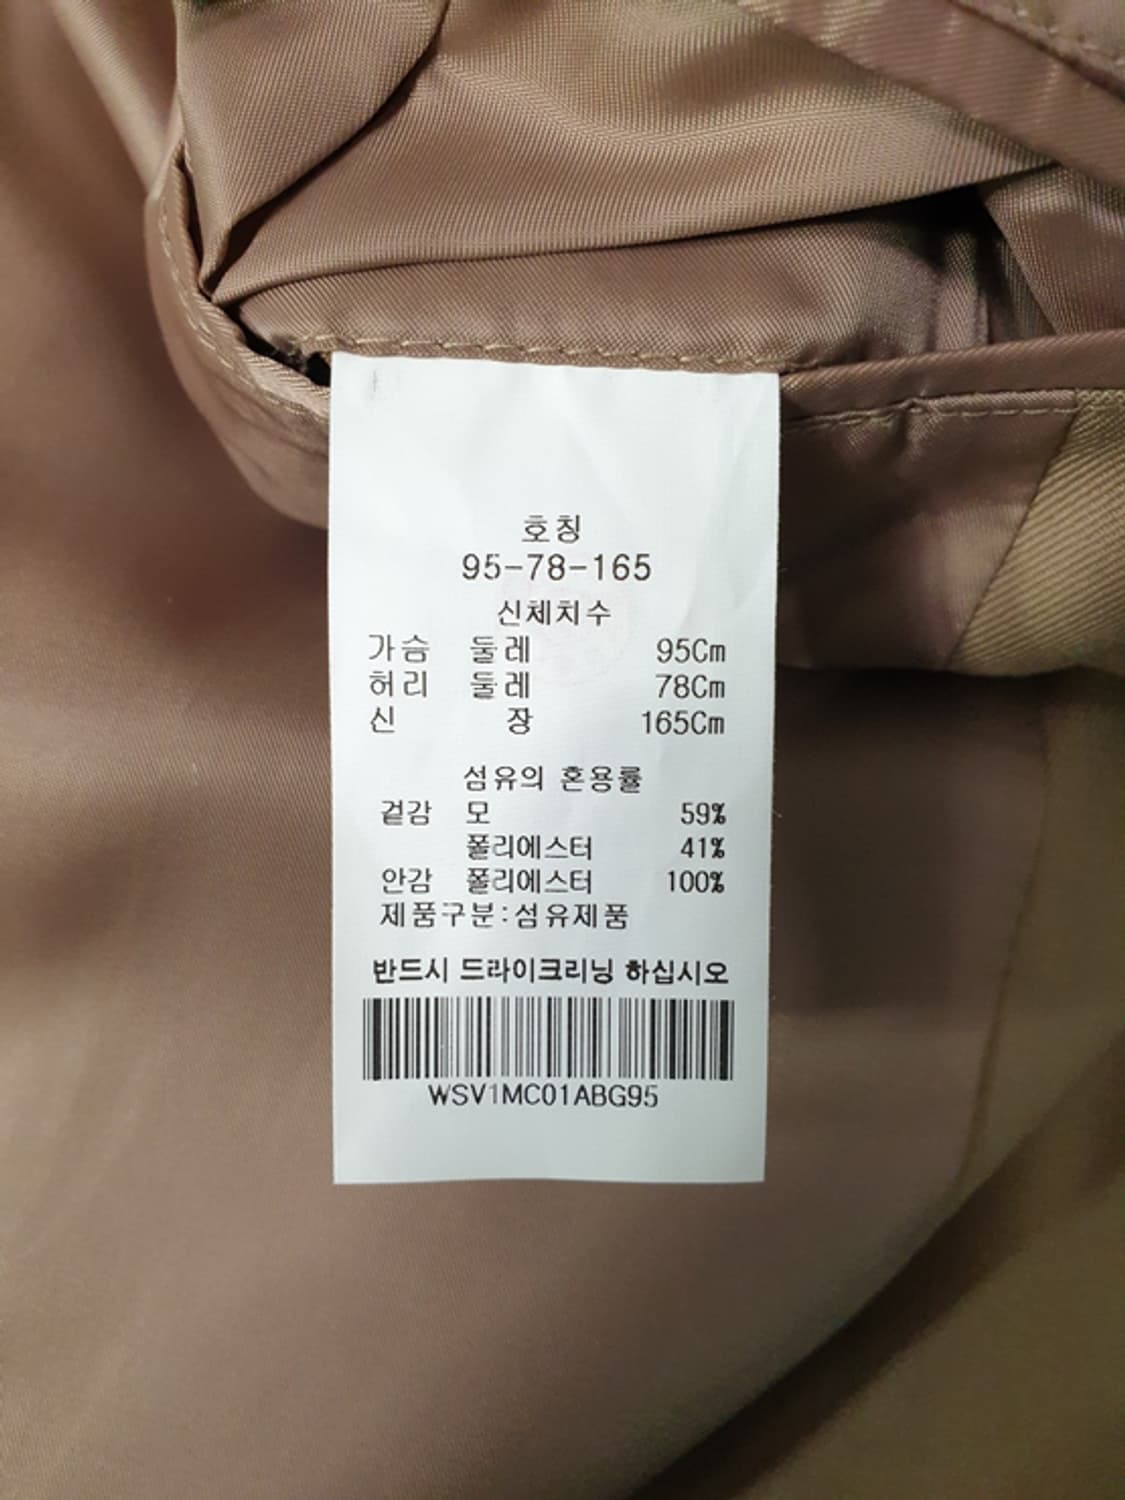 호칭
95-78-165
신체치수
가슴 둘레 95Cm
허리 둘레 78Cm
신 장 165Cm
섬유의 혼용률
겉감 모 59%
폴리에스터 41%
안감 폴리에스터 100%
제품구분:섬유제품
반드시 드라이크리닝 하십시오
WSV1MC01ABG95